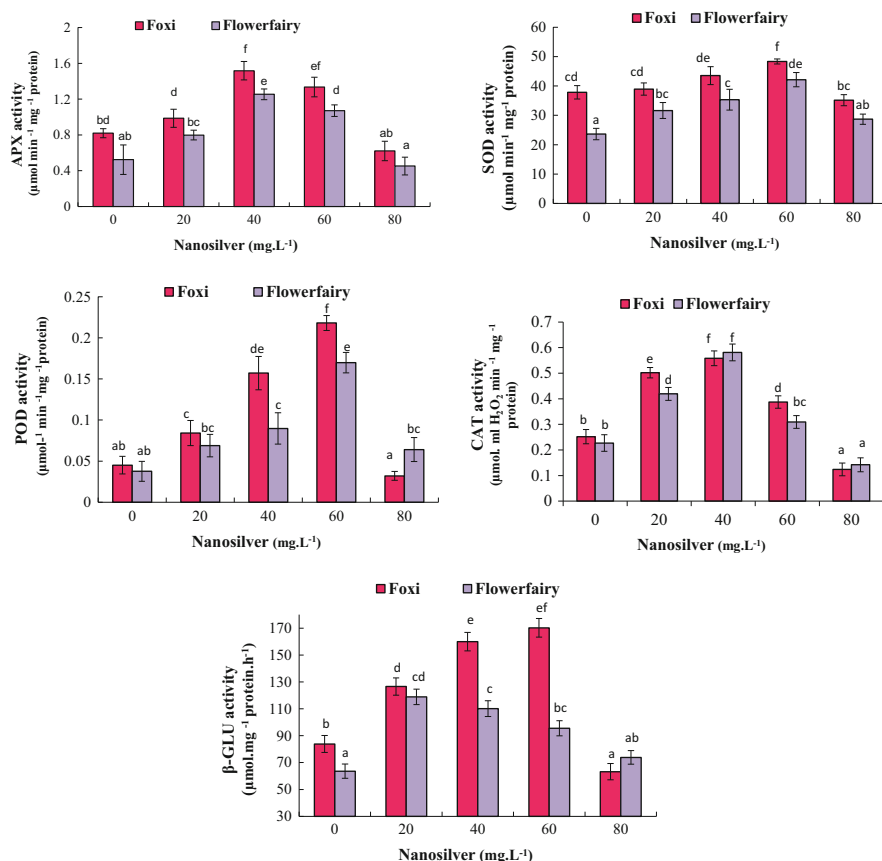 Foxi Flowerfairy
APX activity
(μmol min ⁻¹ mg ⁻¹ protein)
2
1.6
1.2
0.8
0.4
0
bd ab d bc f e ef d ab a
0 20 40 60 80
Nanosilver (mg.L⁻¹)
Foxi Flowerfairy
SOD activity
(μmol min⁻¹ mg ⁻¹ protein)
60
50
40
30
20
10
0
cd a cd bc de c f de bc ab
0 20 40 60 80
Nanosilver (mg.L⁻¹)
Foxi Flowerfairy
POD activity
(μmol-¹ min ⁻¹mg ⁻¹protein)
0.25
0.2
0.15
0.1
0.05
0
ab ab c bc de c f e a bc
0 20 40 60 80
Nanosilver (mg.L⁻¹)
Foxi Flowerfairy
CAT activity
(μmol. ml H₂O₂ min ⁻¹ mg ⁻¹
protein)
0.7
0.6
0.5
0.4
0.3
0.2
0.1
0
b b e d f f d bc a a
0 20 40 60 80
Nanosilver (mg.L⁻¹)
Foxi Flowerfairy
β-GLU activity
(μmol.mg ⁻¹ protein.h⁻¹)
170
150
130
110
90
70
50
30
b a d cd e c ef bc a ab
0 20 40 60 80
Nanosilver (mg.L⁻¹)